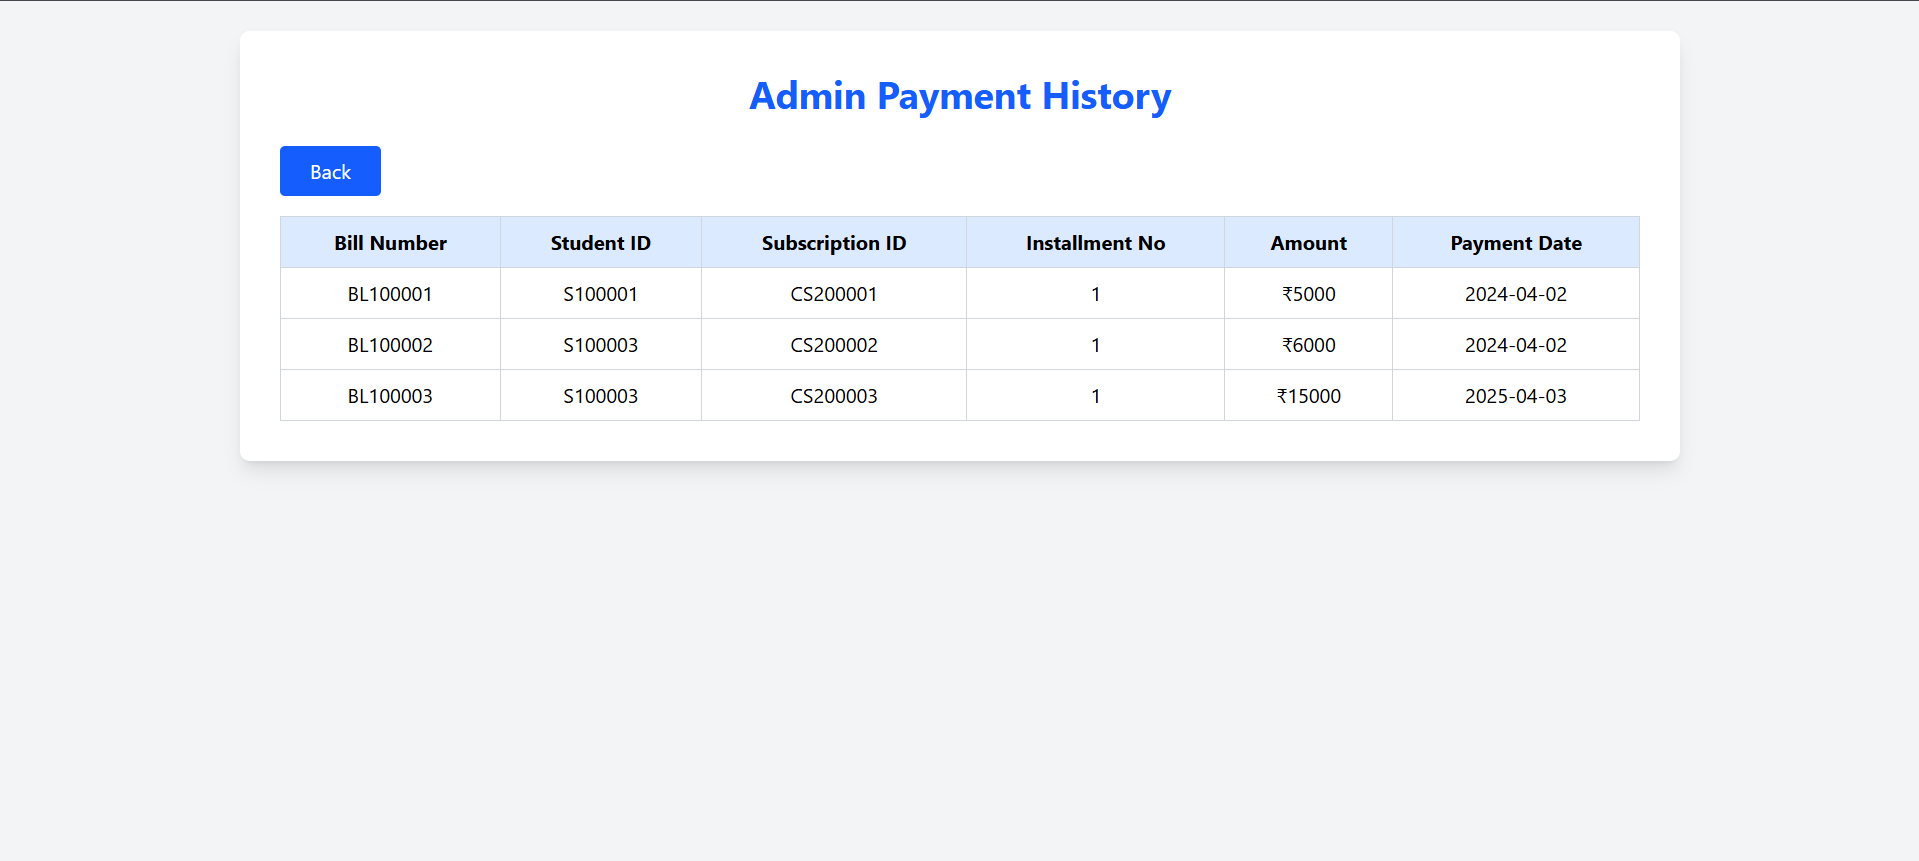 Admin Payment History
Back
Bill Number Student ID Subscription ID Installment No Amount Payment Date
BL100001 S100001 CS200001 1 ₹5000 2024-04-02
BL100002 S100003 CS200002 1 ₹6000 2024-04-02
BL100003 S100003 CS200003 1 ₹15000 2025-04-03